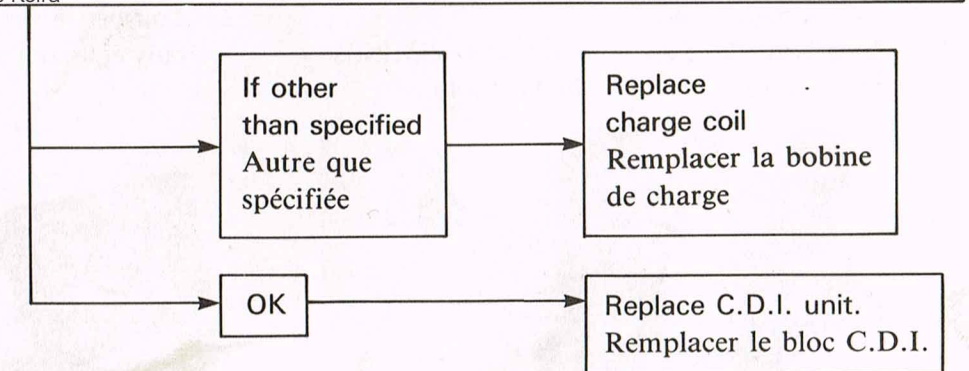 If other
than specified
Autre que
spécifiée
Replace
charge coil
Remplacer la bobine
de charge
OK
Replace C.D.I. unit.
Remplacer le bloc C.D.I.